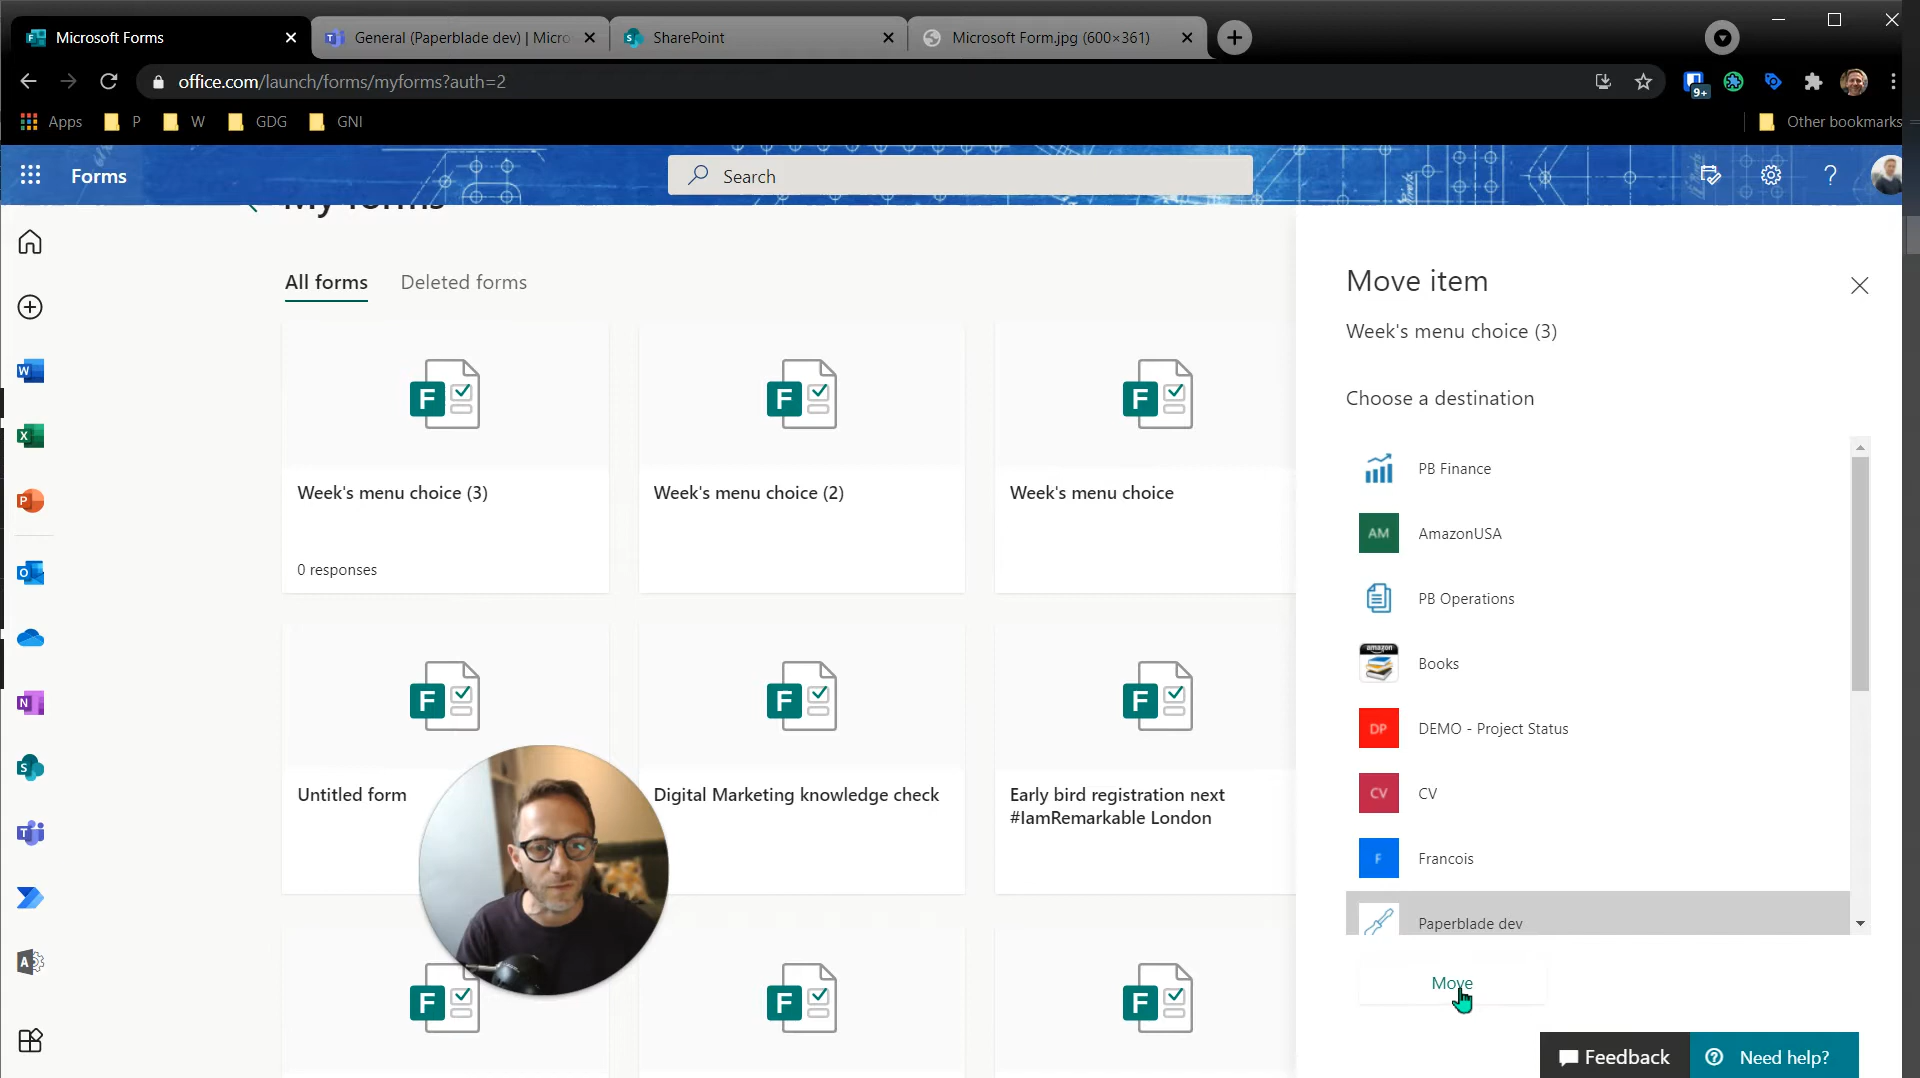 Microsoft Forms
General (Paperblade dev) | Micro
SharePoint
Microsoft Form.jpg (600×361)
office.com/launch/forms/myforms?auth=2
9+
Apps
P
W
GDG
GNI
Other bookmarks
Forms
Search
My forms
All forms
Deleted forms
Week's menu choice (3)
0 responses
Week's menu choice (2)
Week's menu choice
Untitled form
Digital Marketing knowledge check
Early bird registration next
#IamRemarkable London
Move item
Week's menu choice (3)
Choose a destination
PB Finance
AM
AmazonUSA
PB Operations
amazon
Books
DP
DEMO - Project Status
CV
CV
F
Francois
Paperblade dev
Move
Feedback
Need help?